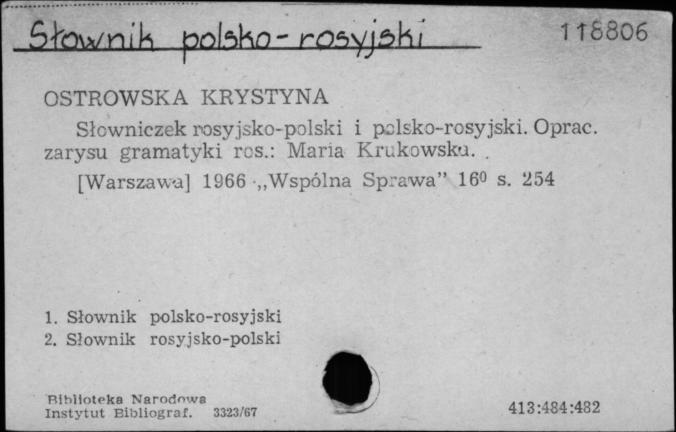 Słownik polsko-rosyjski 118806
OSTROWSKA KRYSTYNA
Słowniczek rosyjsko-polski i polsko-rosyjski. Oprac.
zarysu gramatyki ros.: Maria Krukowska.
[Warszawa] 1966 „Wspólna Sprawa” 16⁰ s. 254
1. Słownik polsko-rosyjski
2. Słownik rosyjsko-polski
Biblioteka Narodowa
Instytut Bibliograf. 3323/67
413:484:482